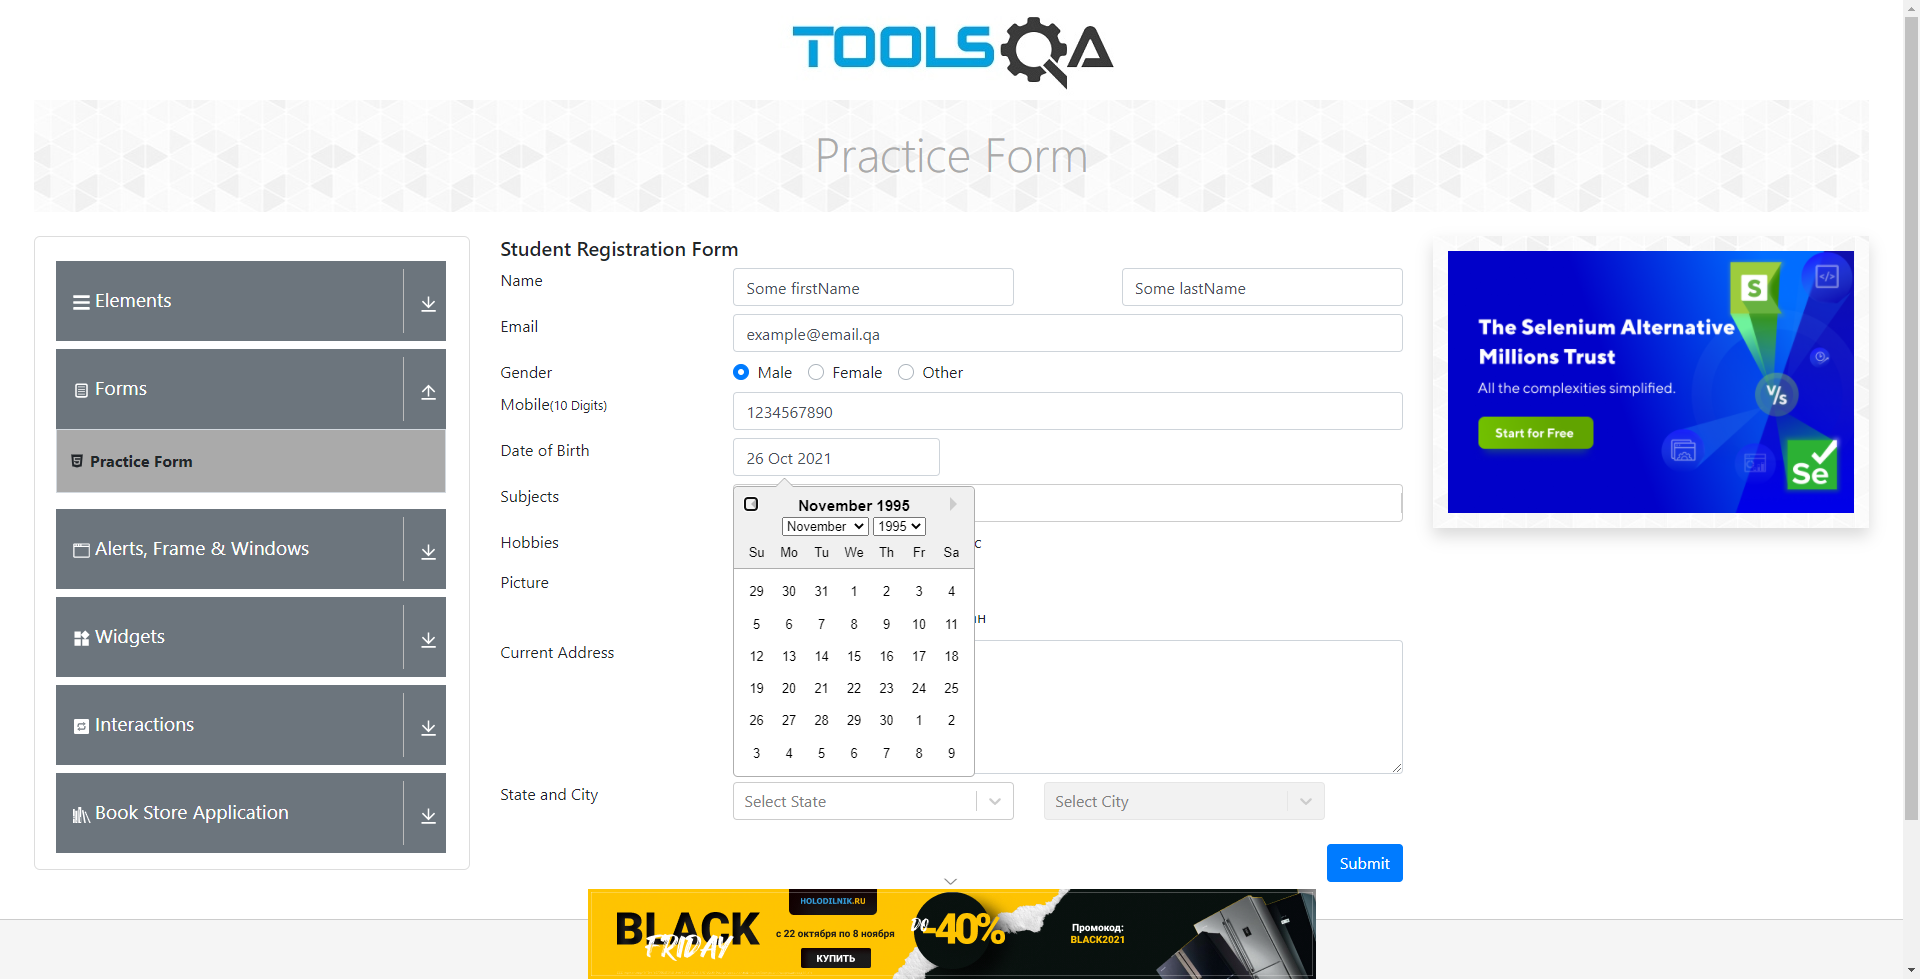 TOOLSQA
Practice Form
Elements
Forms
Practice Form
Alerts, Frame & Windows
Widgets
Interactions
Book Store Application
Student Registration Form
Name
Some firstName
Some lastName
Email
example@email.qa
Gender
Male
Female
Other
Mobile(10 Digits)
1234567890
Date of Birth
26 Oct 2021
November 1995
November 1995
Su Mo Tu We Th Fr Sa
29 30 31 1 2 3 4
5 6 7 8 9 10 11
12 13 14 15 16 17 18
19 20 21 22 23 24 25
26 27 28 29 30 1 2
3 4 5 6 7 8 9
Subjects
Hobbies
c
Picture
н
Current Address
State and City
Select State
Select City
Submit
S
</>
The Selenium Alternative
Millions Trust
All the complexities simplified.
V/s
Start for Free
Se
BLACK
FRIDAY
HOLODILNIK.RU
с 22 октября по 8 ноября
КУПИТЬ
DO -40%
Промокод:
BLACK2021